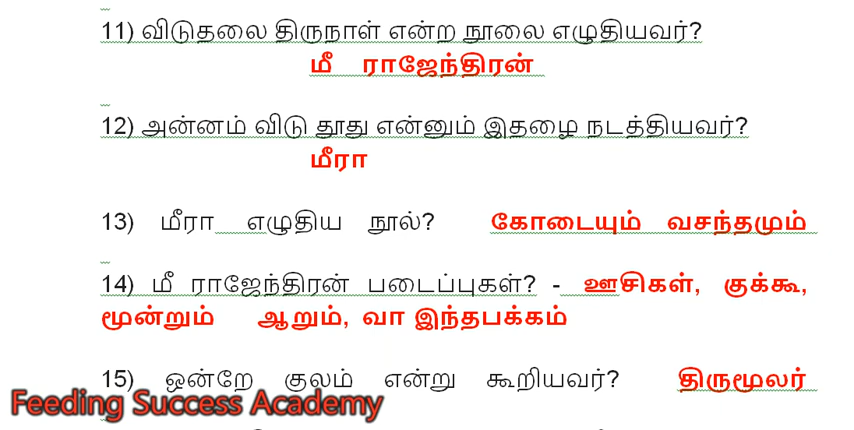 11) விடுதலை திருநாள் என்ற நூலை எழுதியவர்?
மீ ராஜேந்திரன்
12) அன்னம் விடு தூது என்னும் இதழை நடத்தியவர்?
மீரா
13) மீரா எழுதிய நூல்? கோடையும் வசந்தமும்
14) மீ ராஜேந்திரன் படைப்புகள்? - ஊசிகள், குக்கூ,
மூன்றும் ஆறும், வா இந்தபக்கம்
15) ஒன்றே குலம் என்று கூறியவர்? திருமூலர்
Feeding Success Academy